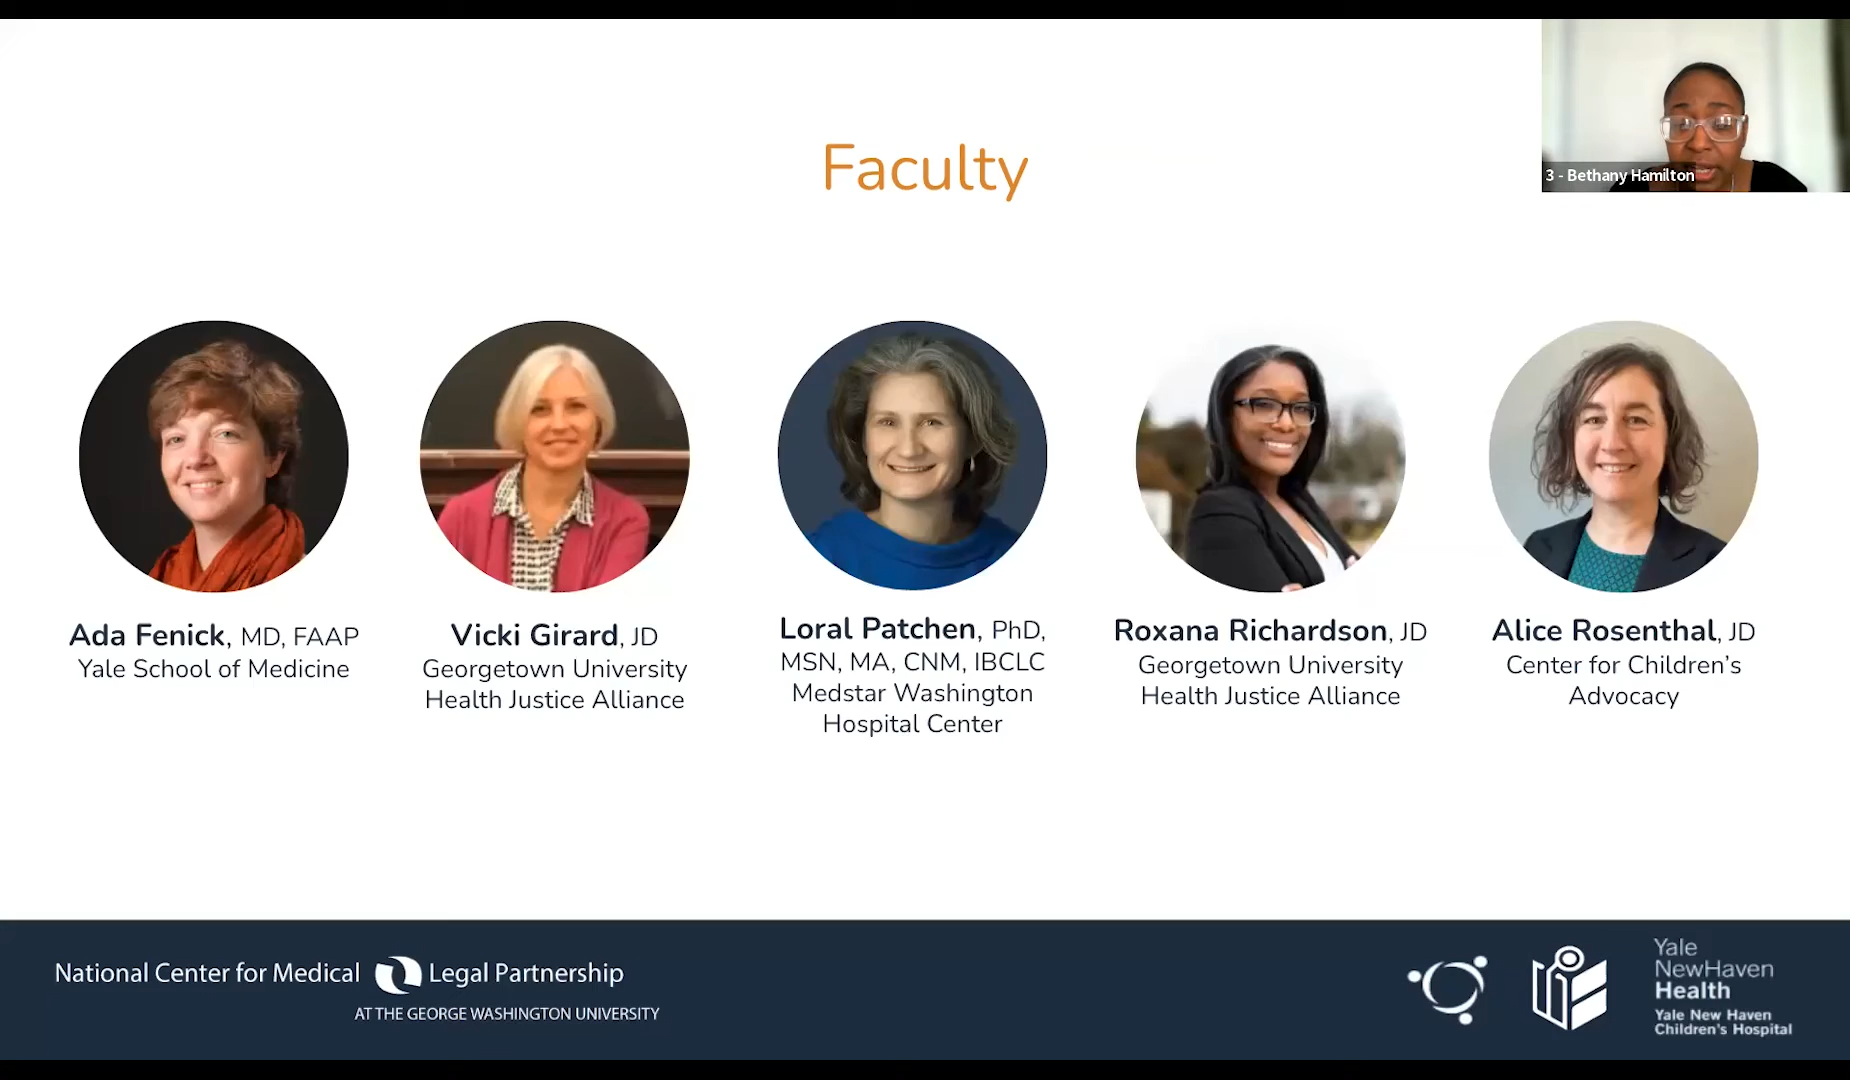 3 - Bethany Hamilton
Faculty
Ada Fenick, MD, FAAP
Yale School of Medicine
Vicki Girard, JD
Georgetown University
Health Justice Alliance
Loral Patchen, PhD,
MSN, MA, CNM, IBCLC
Medstar Washington
Hospital Center
Roxana Richardson, JD
Georgetown University
Health Justice Alliance
Alice Rosenthal, JD
Center for Children’s
Advocacy
National Center for Medical Legal Partnership
AT THE GEORGE WASHINGTON UNIVERSITY
Yale
NewHaven
Health
Yale New Haven
Children's Hospital